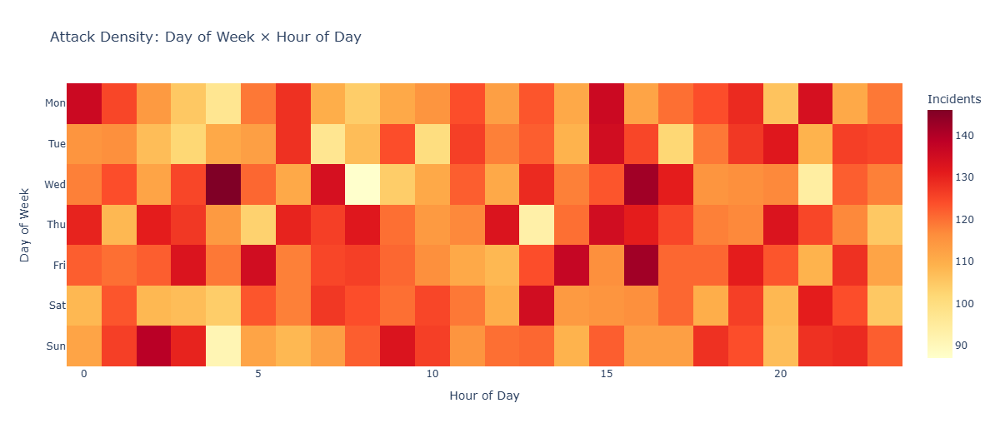 Attack Density: Day of Week × Hour of Day
Incidents
Mon
Tue
Wed
Thu
Fri
Sat
Sun
Day of Week
0
5
10
15
20
Hour of Day
140
130
120
110
100
90